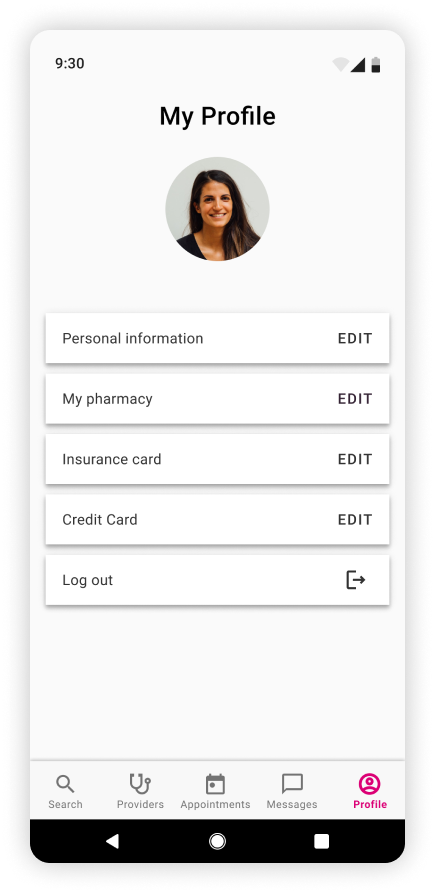 9:30
My Profile
Personal information EDIT
My pharmacy EDIT
Insurance card EDIT
Credit Card EDIT
Log out
Search Providers Appointments Messages Profile